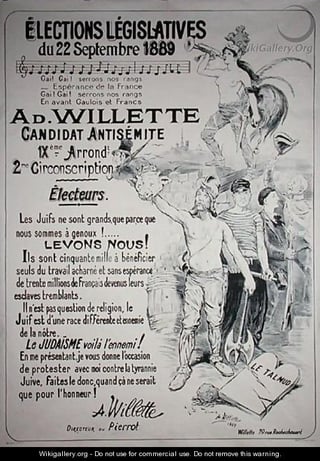 ÉLECTIONS LÉGISLATIVES
du 22 Septembre 1889
WikiGallery.Org
Gai! Gai! serrons nos rangs
— Espérance de la France
Gai! Gai! serrons nos rangs
En avant Gaulois et Francs
AD. WILLETTE
CANDIDAT ANTISÉMITE
IXème Arrondt
2me Circonscription
Électeurs.
Les Juifs ne sont grands, que parce que
nous sommes à genoux!.....
LEVONS NOUS!
Ils sont cinquante mille à bénéficier
seuls du travail acharné et sans espérance
de trente millions de Français devenus leurs
esclaves tremblants.
Il n'est pas question de religion, le
Juif est d'une race différente et ennemie
de la nôtre.
Le JUDAÏSME voilà l'ennemi!
En me présentant, je vous donne l'occasion
de protester avec moi contre la tyrannie
Juive, Faites le donc, quand çà ne serait
que pour l'honneur!
A. Willette
DIRECTEUR du Pierrot
LE TALMUD
A. Willette
1889
Willette 79 rue Rochechouart
Wikigallery.org - Do not use for commercial use. Do not remove this warning.